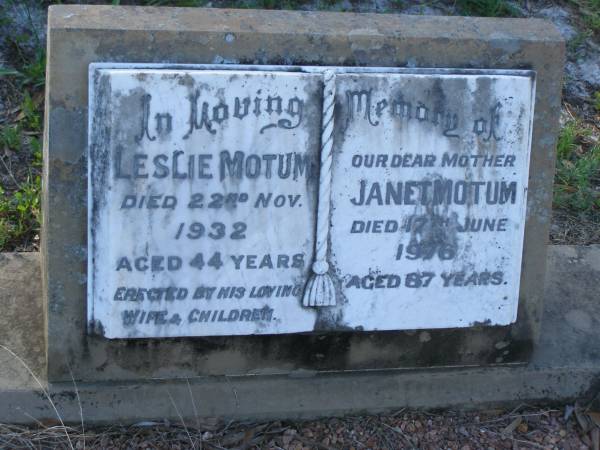 In Loving
LESLIE MOTUM
DIED 22ND NOV.
1932
AGED 44 YEARS
ERECTED BY HIS LOVING
WIFE & CHILDREN.
Memory of
OUR DEAR MOTHER
JANET MOTUM
DIED 17TH JUNE
1976
AGED 87 YEARS.